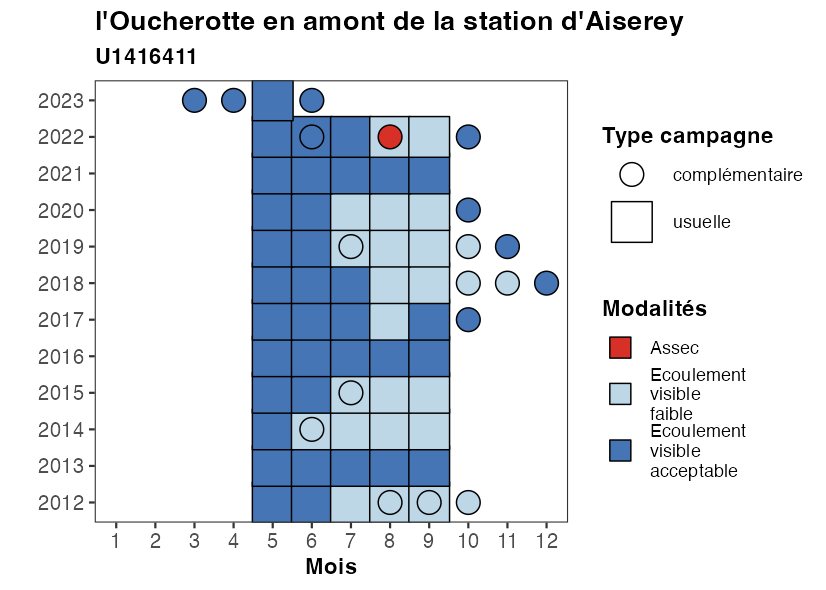 l'Oucherotte en amont de la station d'Aiserey
U1416411
2023
2022
2021
2020
2019
2018
2017
2016
2015
2014
2013
2012
1 2 3 4 5 6 7 8 9 10 11 12
Mois
Type campagne
complémentaire
usuelle
Modalités
Assec
Ecoulement
visible
faible
Ecoulement
visible
acceptable